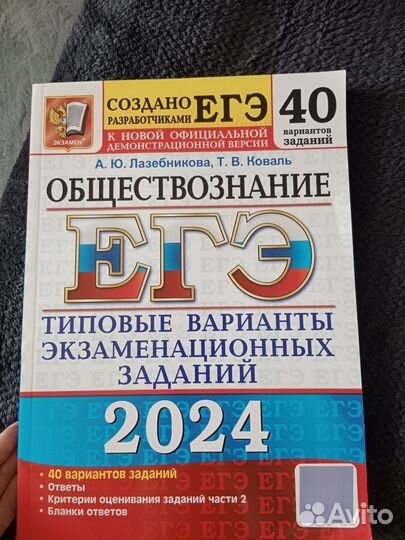 ЭКЗАМЕН
СОЗДАНО
РАЗРАБОТЧИКАМИ
ЕГЭ
К НОВОЙ ОФИЦИАЛЬНОЙ
ДЕМОНСТРАЦИОННОЙ ВЕРСИИ
40
вариантов
заданий
А. Ю. Лазебникова, Т. В. Коваль
ОБЩЕСТВОЗНАНИЕ
ЕГЭ
ТИПОВЫЕ ВАРИАНТЫ
ЭКЗАМЕНАЦИОННЫХ
ЗАДАНИЙ
2024
• 40 вариантов заданий
• Ответы
• Критерии оценивания заданий части 2
• Бланки ответов
Avito